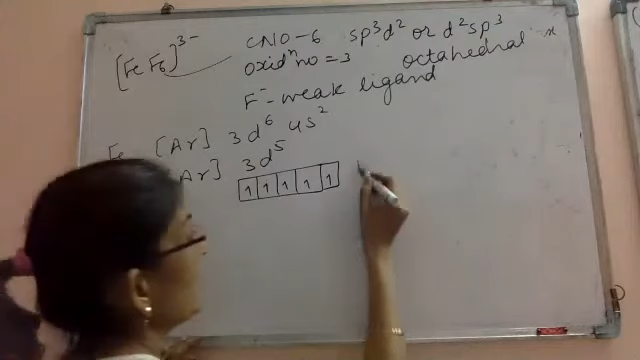 [FeF6]3- CNO-6 sp3d2 or d2sp3
oxidn no = 3 octahedral
F- - weak ligand
Fe [Ar] 3d6 4s2
Ar] 3d5
1 1 1 1 1